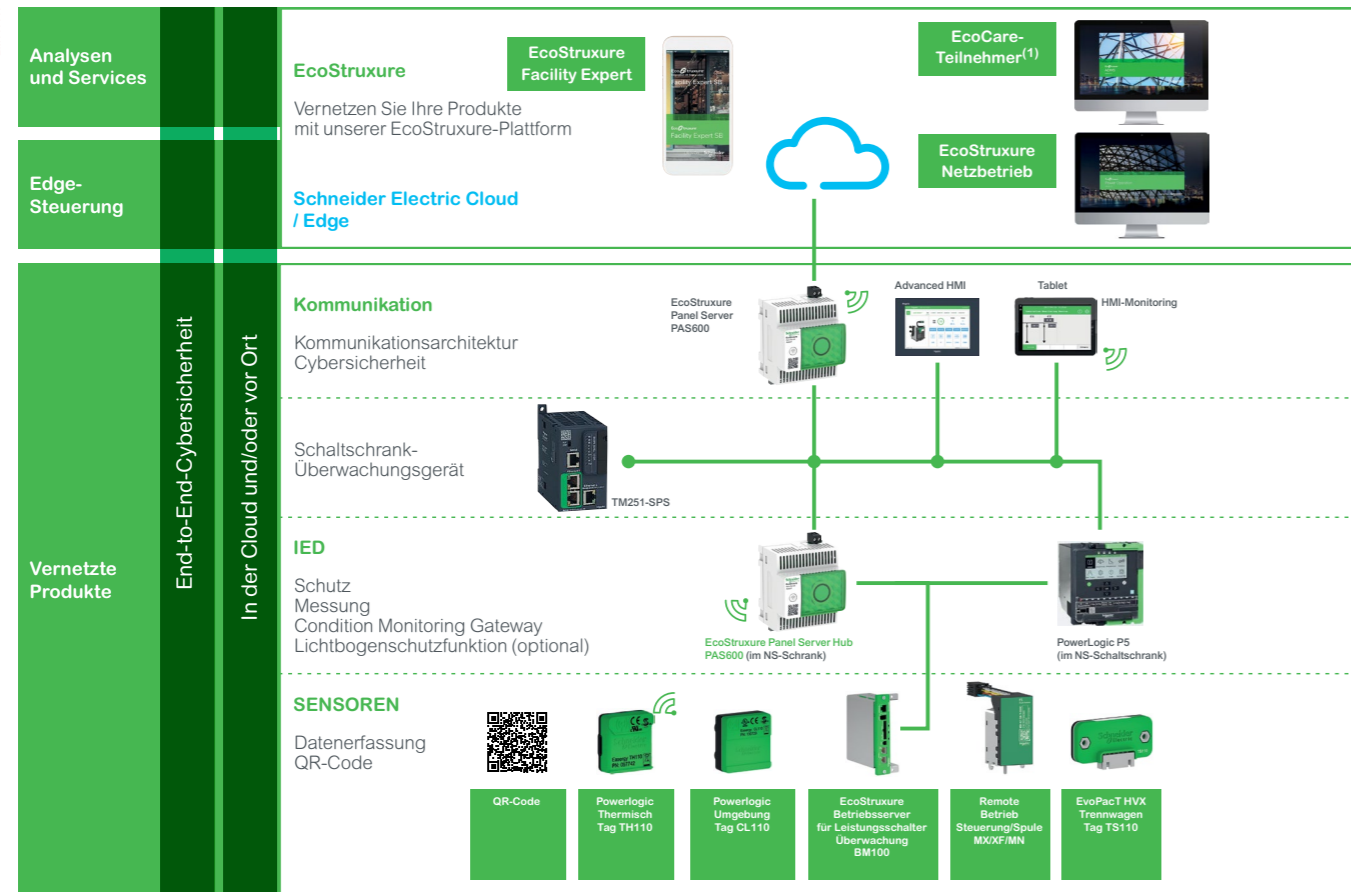 Analysen
und Services
Edge-
Steuerung
Vernetzte
Produkte
End-to-End-Cybersicherheit
In der Cloud und/oder vor Ort
EcoStruxure
Vernetzen Sie Ihre Produkte
mit unserer EcoStruxure-Plattform
Schneider Electric Cloud
/ Edge
EcoStruxure
Facility Expert
EcoCare-
Teilnehmer(1)
EcoStruxure
Netzbetrieb
Kommunikation
Kommunikationsarchitektur
Cybersicherheit
EcoStruxure
Panel Server
PAS600
Advanced HMI
Tablet
HMI-Monitoring
Schaltschrank-
Überwachungsgerät
TM251-SPS
IED
Schutz
Messung
Condition Monitoring Gateway
Lichtbogenschutzfunktion (optional)
EcoStruxure Panel Server Hub
PAS600 (im NS-Schrank)
PowerLogic P5
(im NS-Schaltschrank)
SENSOREN
Datenerfassung
QR-Code
QR-Code
Powerlogic
Thermisch
Tag TH110
Powerlogic
Umgebung
Tag CL110
EcoStruxure
Betriebsserver
für Leistungsschalter
Überwachung
BM100
Remote
Betrieb
Steuerung/Spule
MX/XF/MN
EvoPacT HVX
Trennwagen
Tag TS110